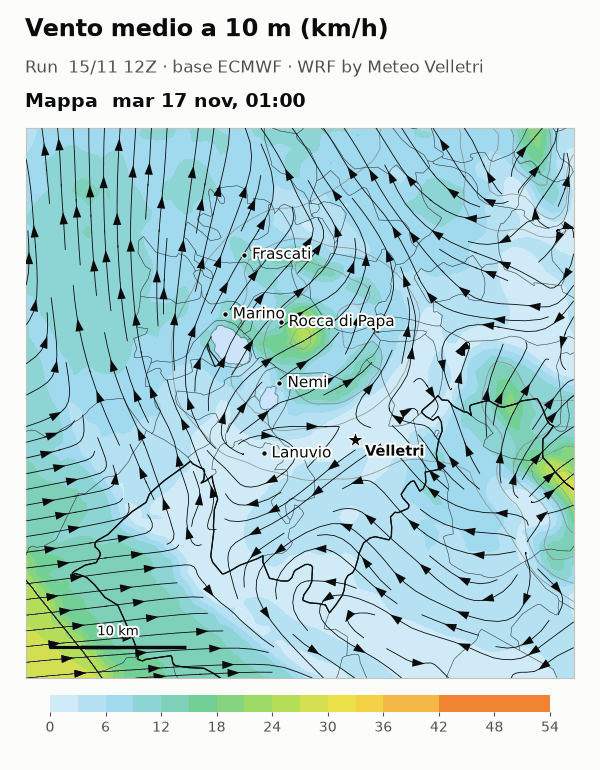 Vento medio a 10 m (km/h)
Run  15/11 12Z · base ECMWF · WRF by Meteo Velletri
Mappa  mar 17 nov, 01:00
Frascati
Marino
Rocca di Papa
Nemi
Lanuvio
Velletri
10 km
0 6 12 18 24 30 36 42 48 54